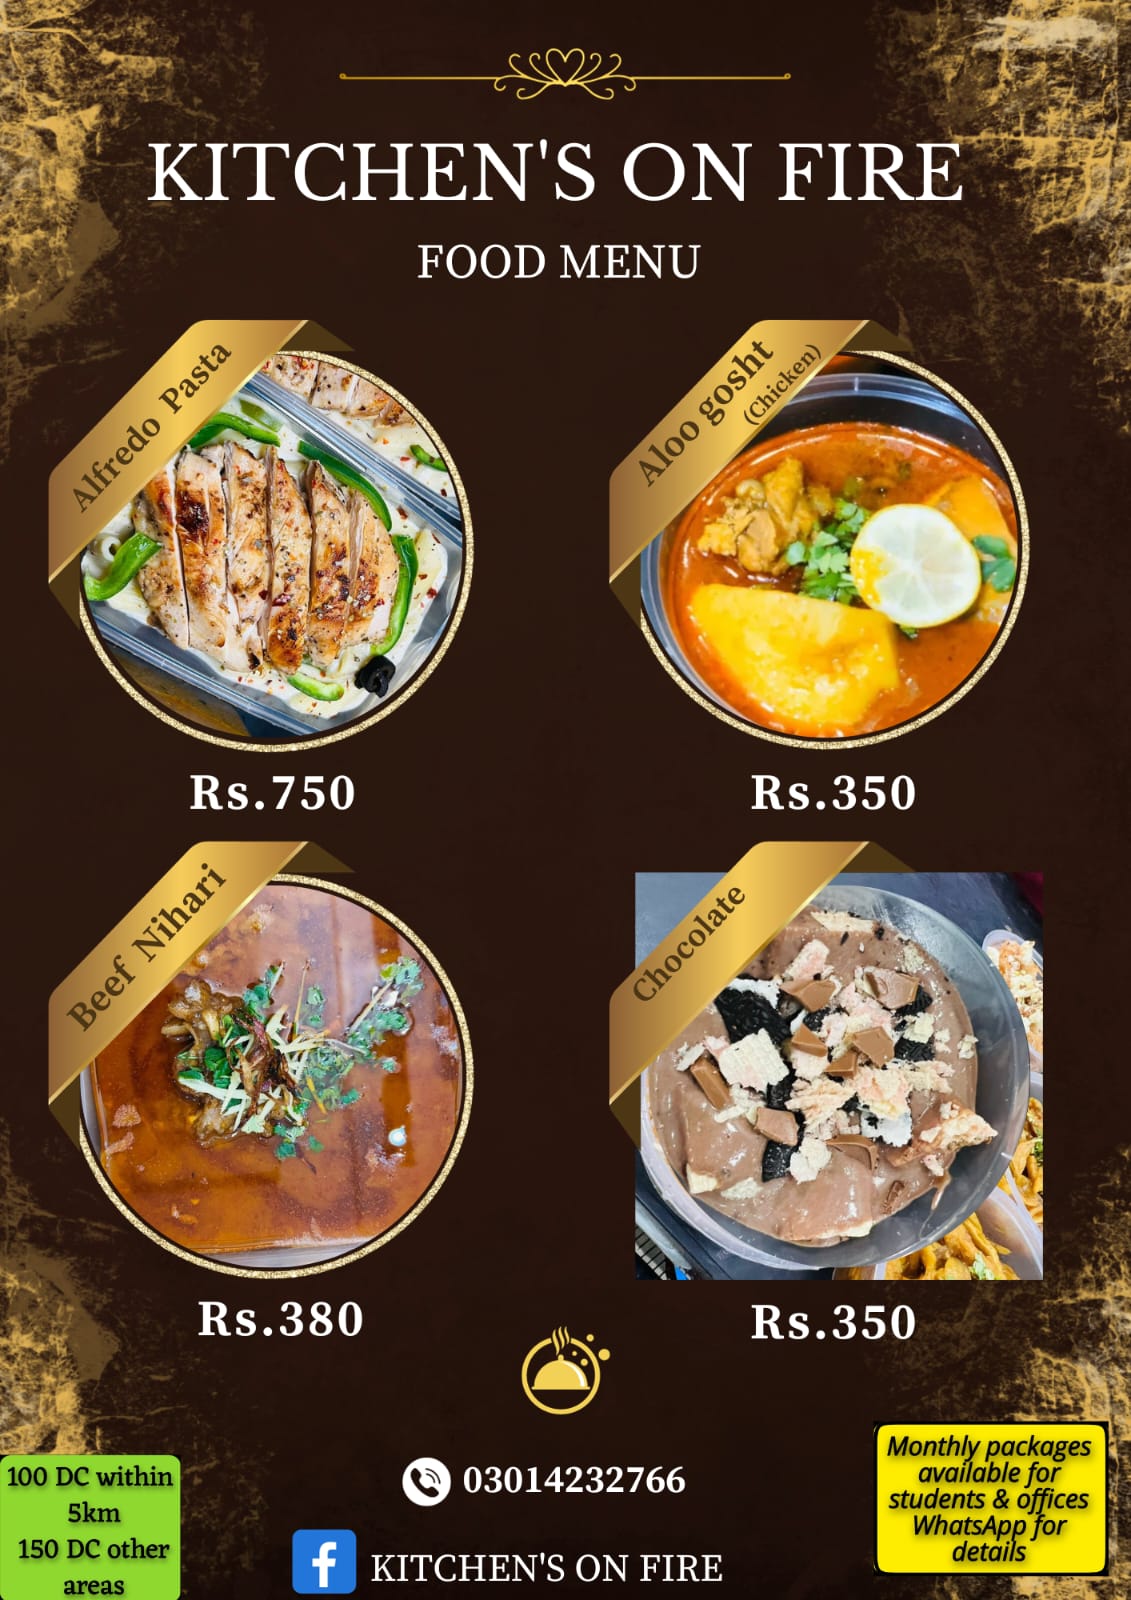 KITCHEN'S ON FIRE
FOOD MENU
Alfredo Pasta
Aloo gosht
(Chicken)
Rs.750
Rs.350
Beef Nihari
Chocolate
Rs.380
Rs.350
100 DC within
5km
150 DC other
areas
03014232766
KITCHEN'S ON FIRE
Monthly packages
available for
students & offices
WhatsApp for
details